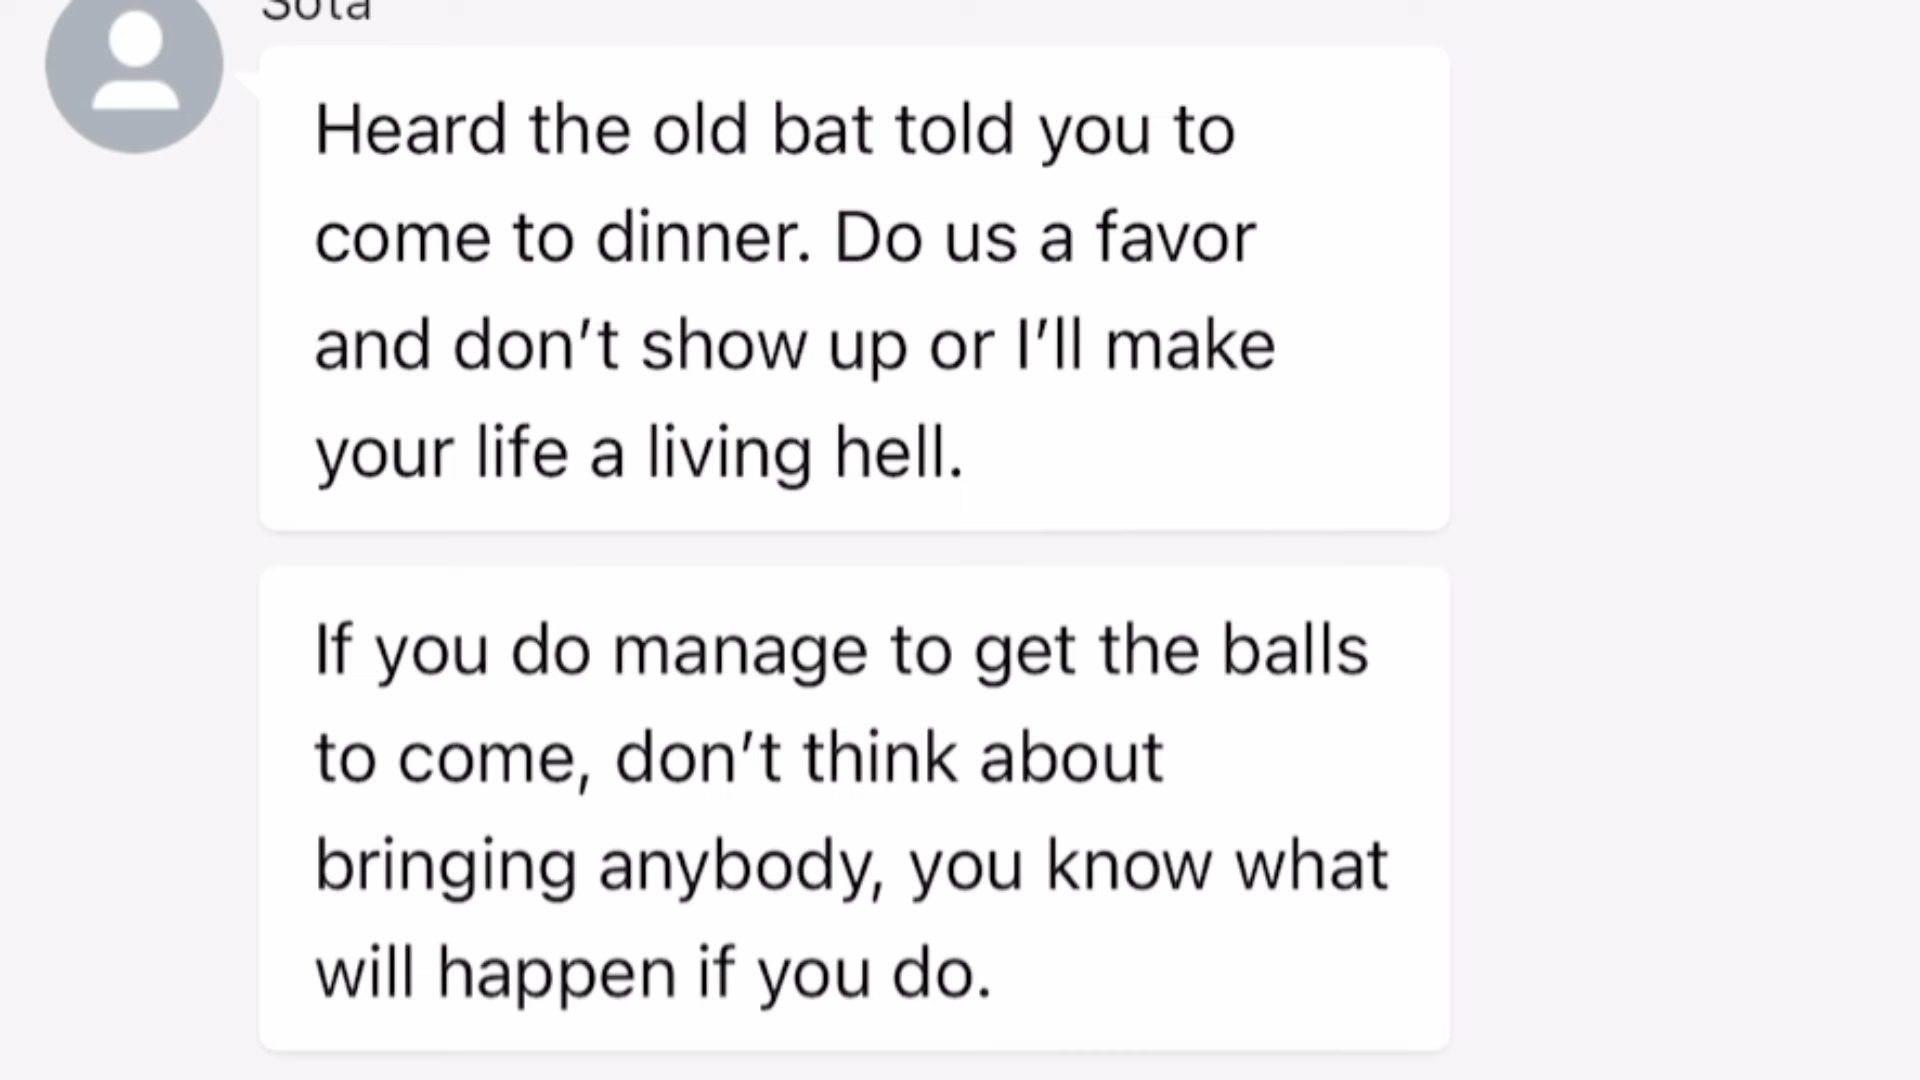 Sota
Heard the old bat told you to
come to dinner. Do us a favor
and don’t show up or I’ll make
your life a living hell.
If you do manage to get the balls
to come, don’t think about
bringing anybody, you know what
will happen if you do.